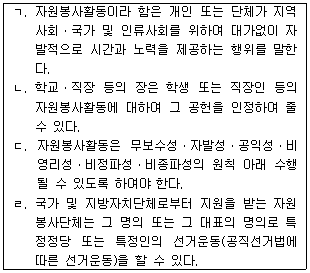 ㄱ. 자원봉사활동이라 함은 개인 또는 단체가 지역
사회·국가 및 인류사회를 위하여 대가없이 자
발적으로 시간과 노력을 제공하는 행위를 말한
다.
ㄴ. 학교·직장 등의 장은 학생 또는 직장인 등의
자원봉사활동에 대하여 그 공헌을 인정하여 줄
수 있다.
ㄷ. 자원봉사활동은 무보수성·자발성·공익성·비
영리성·비정파성·비종파성의 원칙 아래 수행
될 수 있도록 하여야 한다.
ㄹ. 국가 및 지방자치단체로부터 지원을 받는 자원
봉사단체는 그 명의 또는 그 대표의 명의로 특
정정당 또는 특정인의 선거운동(공직선거법에
따른 선거운동)을 할 수 있다.